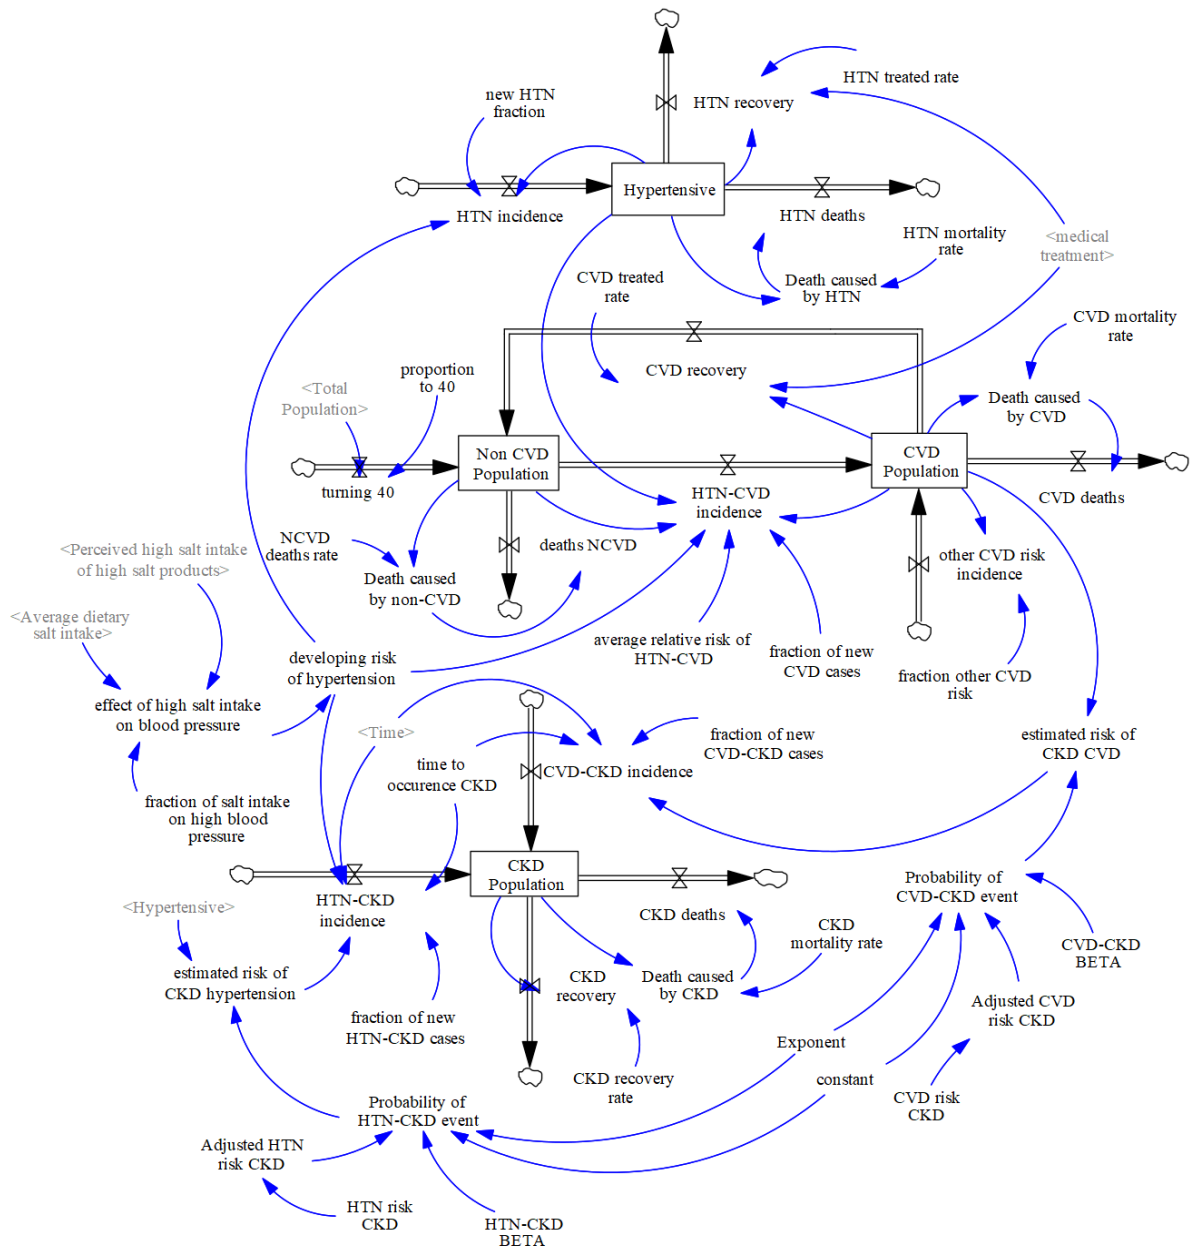 HTN treated rate
new HTN
fraction
HTN recovery
Hypertensive
HTN incidence
HTN deaths
HTN mortality
rate
<medical
treatment>
CVD treated
rate
Death caused
by HTN
CVD mortality
rate
CVD recovery
<Total
Population>
proportion
to 40
Death caused
by CVD
Non CVD
Population
CVD
Population
turning 40
HTN-CVD
incidence
CVD deaths
NCVD
deaths rate
deaths NCVD
other CVD risk
incidence
<Perceived high salt intake
of high salt products>
Death caused
by non-CVD
<Average dietary
salt intake>
average relative risk of
HTN-CVD
fraction of new
CVD cases
fraction other CVD
risk
developing risk
of hypertension
effect of high salt intake
on blood pressure
<Time>
fraction of new
CVD-CKD cases
estimated risk of
CKD CVD
time to
occurence CKD
CVD-CKD incidence
fraction of salt intake
on high blood
pressure
CKD
Population
Probability of
CVD-CKD event
<Hypertensive>
HTN-CKD
incidence
CKD deaths
CKD
mortality rate
CVD-CKD
BETA
estimated risk of
CKD hypertension
CKD
recovery
Death caused
by CKD
Adjusted CVD
risk CKD
fraction of new
HTN-CKD cases
Exponent
constant
CKD recovery
rate
CVD risk
CKD
Probability of
HTN-CKD event
Adjusted HTN
risk CKD
HTN risk
CKD
HTN-CKD
BETA